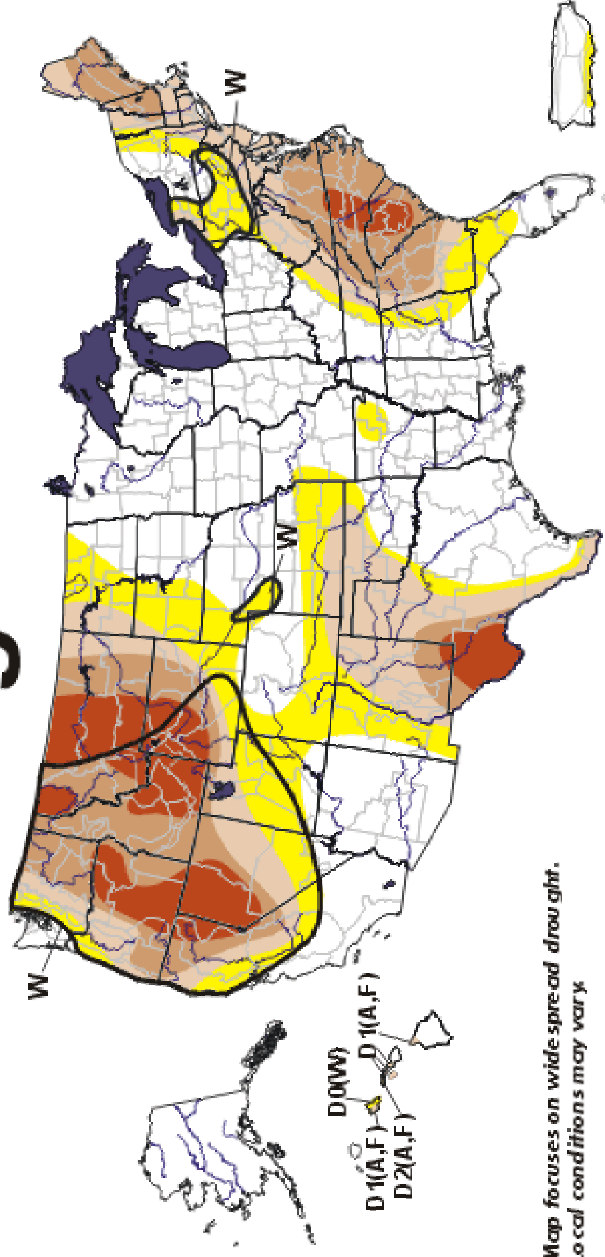 W
W
W
D0(W)
D1(A,F)
D1(A,F)
D2(A,F)
Map focuses on widespread drought.
ocal conditions may vary.